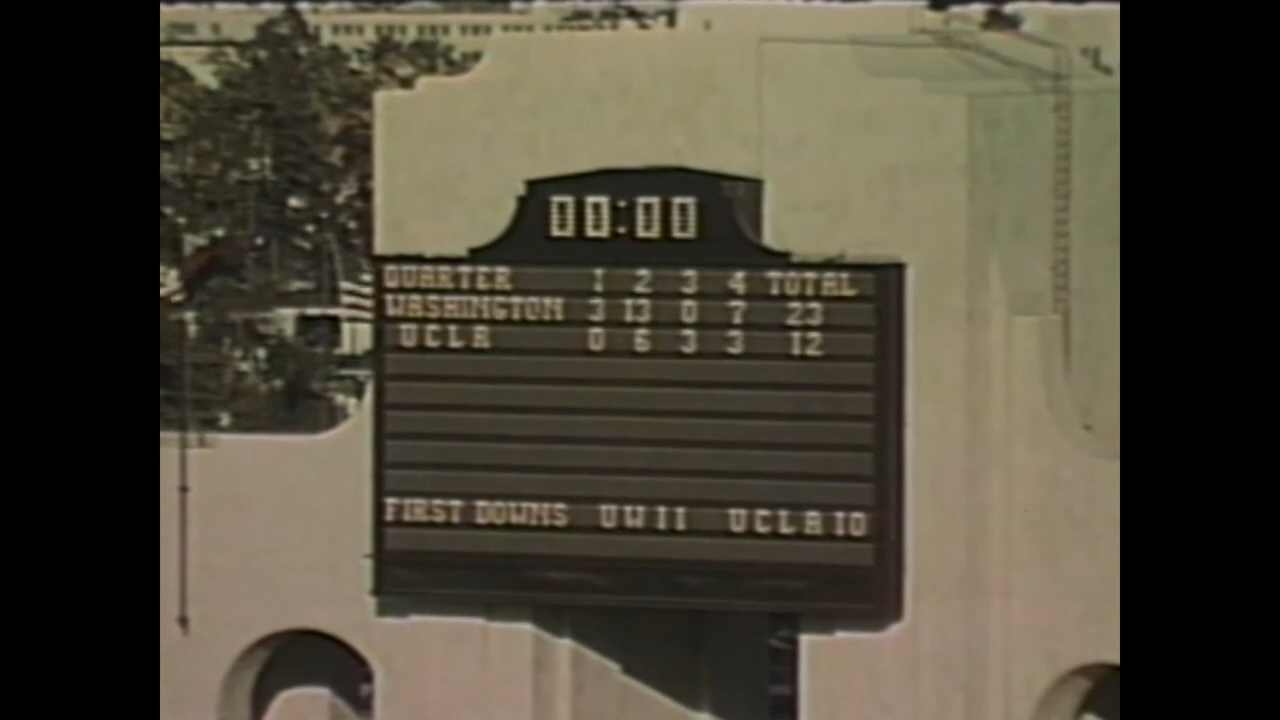 00:00
QUARTER 1 2 3 4 TOTAL
WASHINGTON 3 13 0 7 23
UCLA 0 6 3 3 12
FIRST DOWNS UW 11 UCLA 10